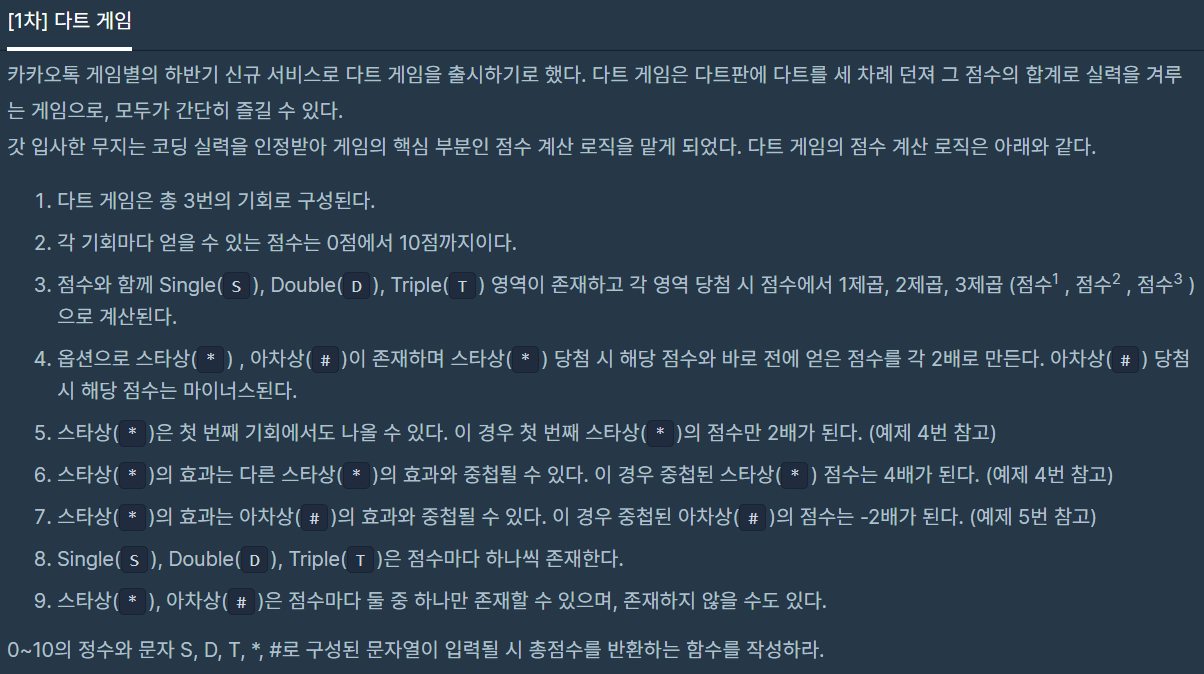 [1차] 다트 게임
카카오톡 게임별의 하반기 신규 서비스로 다트 게임을 출시하기로 했다. 다트 게임은 다트판에 다트를 세 차례 던져 그 점수의 합계로 실력을 겨루
는 게임으로, 모두가 간단히 즐길 수 있다.
갓 입사한 무지는 코딩 실력을 인정받아 게임의 핵심 부분인 점수 계산 로직을 맡게 되었다. 다트 게임의 점수 계산 로직은 아래와 같다.
1. 다트 게임은 총 3번의 기회로 구성된다.
2. 각 기회마다 얻을 수 있는 점수는 0점에서 10점까지이다.
3. 점수와 함께 Single( S ), Double( D ), Triple( T ) 영역이 존재하고 각 영역 당첨 시 점수에서 1제곱, 2제곱, 3제곱 (점수¹ , 점수² , 점수³ )
으로 계산된다.
4. 옵션으로 스타상( * ) , 아차상( # )이 존재하며 스타상( * ) 당첨 시 해당 점수와 바로 전에 얻은 점수를 각 2배로 만든다. 아차상( # ) 당첨
시 해당 점수는 마이너스된다.
5. 스타상( * )은 첫 번째 기회에서도 나올 수 있다. 이 경우 첫 번째 스타상( * )의 점수만 2배가 된다. (예제 4번 참고)
6. 스타상( * )의 효과는 다른 스타상( * )의 효과와 중첩될 수 있다. 이 경우 중첩된 스타상( * ) 점수는 4배가 된다. (예제 4번 참고)
7. 스타상( * )의 효과는 아차상( # )의 효과와 중첩될 수 있다. 이 경우 중첩된 아차상( # )의 점수는 -2배가 된다. (예제 5번 참고)
8. Single( S ), Double( D ), Triple( T )은 점수마다 하나씩 존재한다.
9. 스타상( * ), 아차상( # )은 점수마다 둘 중 하나만 존재할 수 있으며, 존재하지 않을 수도 있다.
0~10의 정수와 문자 S, D, T, *, #로 구성된 문자열이 입력될 시 총점수를 반환하는 함수를 작성하라.